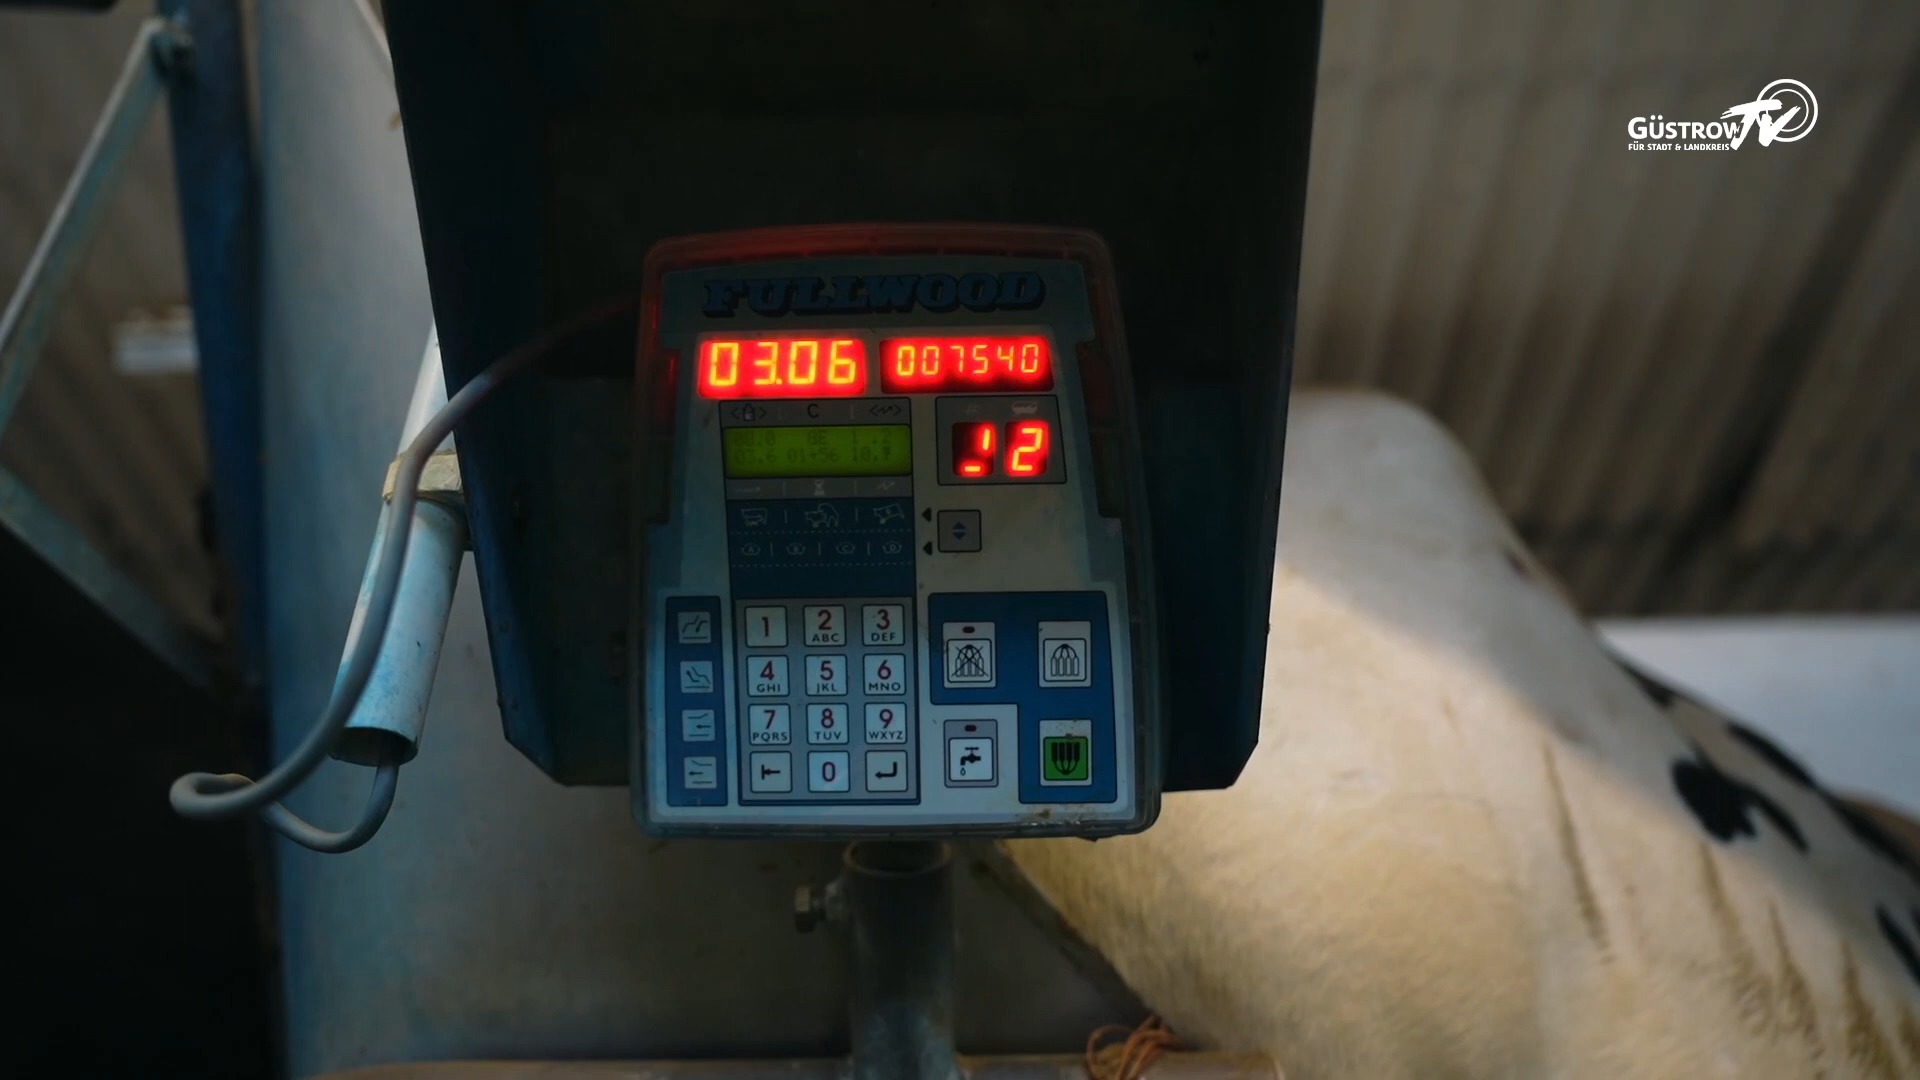 GÜSTROW TV
FÜR STADT & LANDKREIS
FULLWOOD
03.06 007540
C
2
1 2 ABC 3 DEF
4 GHI 5 JKL 6 MNO
7 PQRS 8 TUV 9 WXYZ
0
A B C D